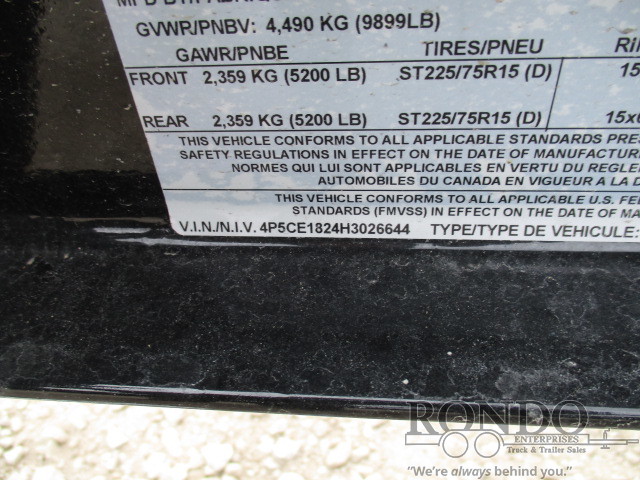 GVWR/PNBV: 4,490 KG (9899LB)
GAWR/PNBE TIRES/PNEU
FRONT 2,359 KG (5200 LB) ST225/75R15 (D) 15
REAR 2,359 KG (5200 LB) ST225/75R15 (D)
THIS VEHICLE CONFORMS TO ALL APPLICABLE STANDARDS
SAFETY REGULATIONS IN EFFECT ON THE DATE OF MANUFACTUR
NORMES QUI LUI SONT APPLICABLES EN VERTU DU REGLE
AUTOMOBILES DU CANADA EN VIGUEUR A LA
THIS VEHICLE CONFORMS TO ALL APPLICABLE U.S. FE
STANDARDS (FMVSS) IN EFFECT ON THE DATE OF MA
V.I.N./N.I.V. 4P5CE1824H3026644 TYPE/TYPE DE VEHICULE:
RONDO
ENTERPRISES
Truck & Trailer Sales
"We're always behind you."